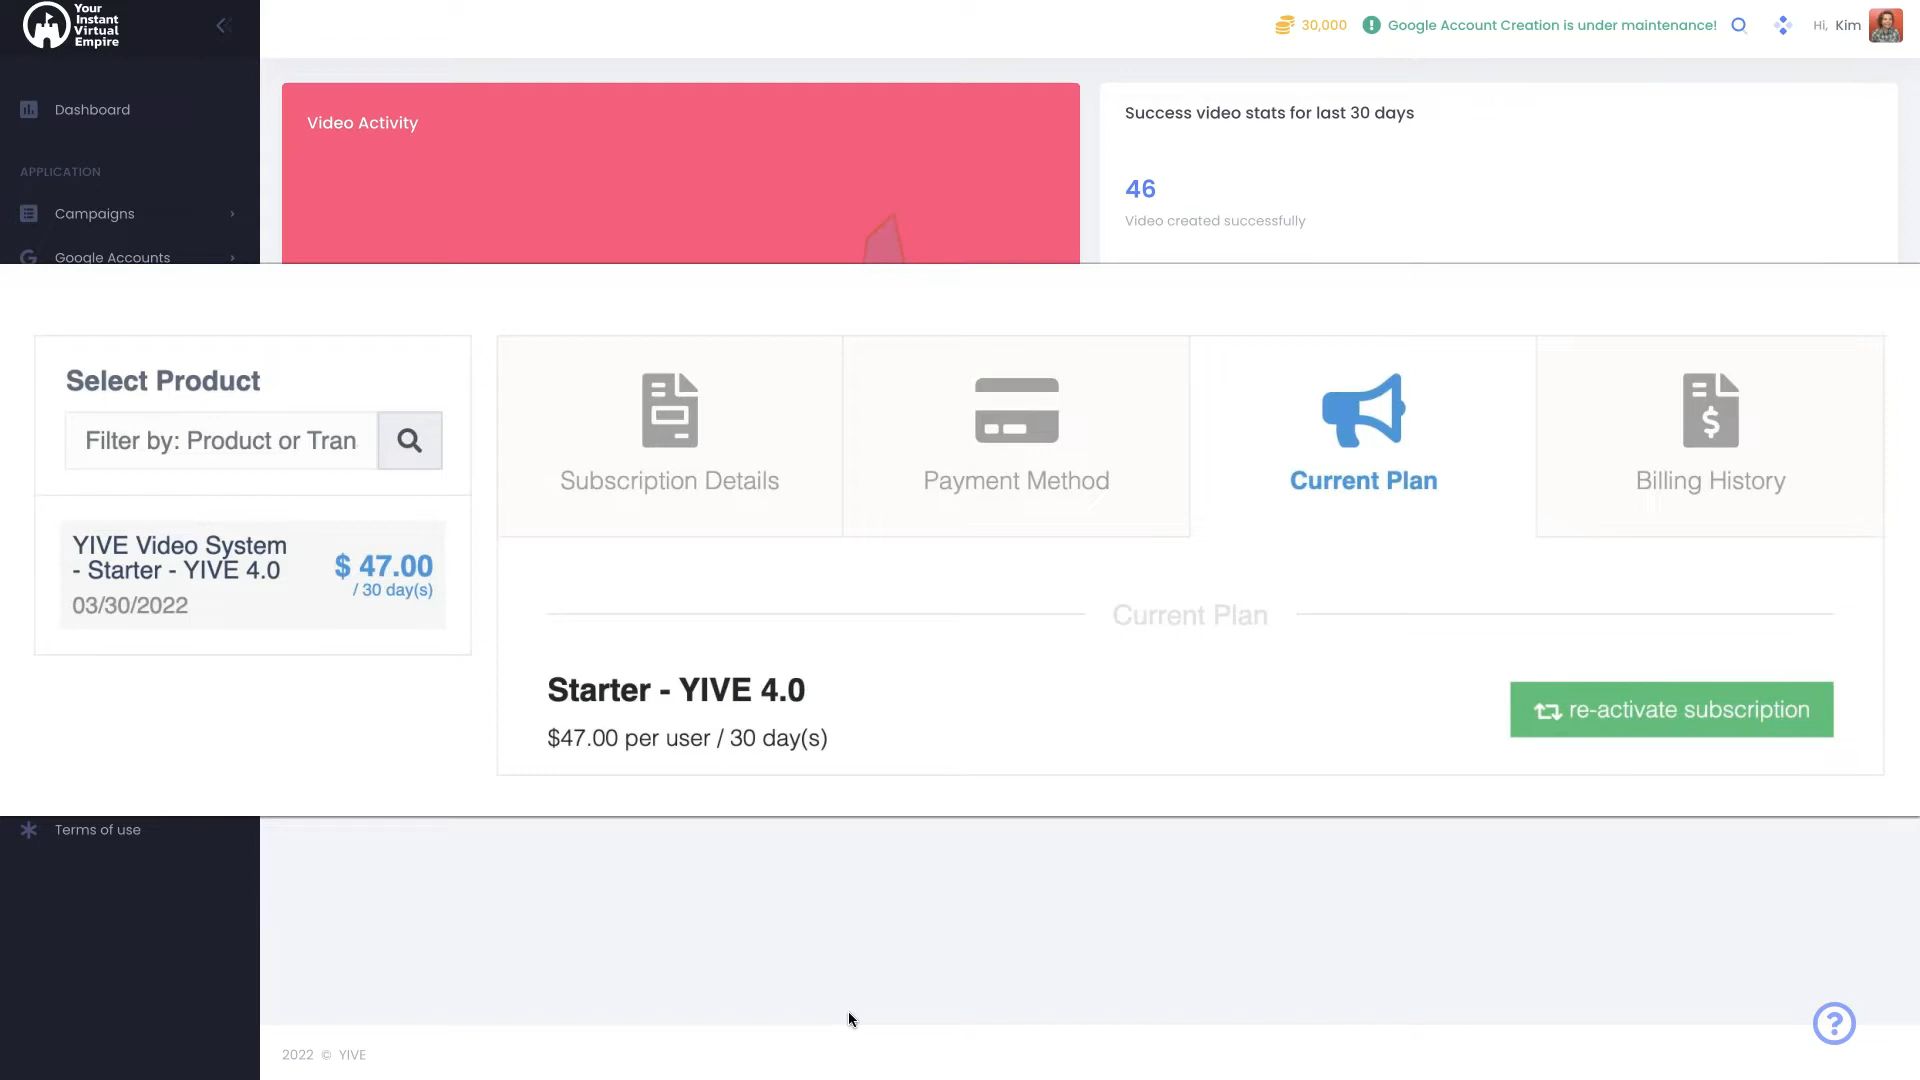 Your
Instant
Virtual
Empire
30,000
Google Account Creation is under maintenance!
Hi, Kim
Dashboard
APPLICATION
Campaigns
Google Accounts
Video Activity
Success video stats for last 30 days
46
Video created successfully
Select Product
Filter by: Product or Tran
YIVE Video System
- Starter - YIVE 4.0
03/30/2022
$ 47.00
/ 30 day(s)
Subscription Details
Payment Method
Current Plan
Billing History
Current Plan
Starter - YIVE 4.0
$47.00 per user / 30 day(s)
re-activate subscription
Terms of use
2022 © YIVE